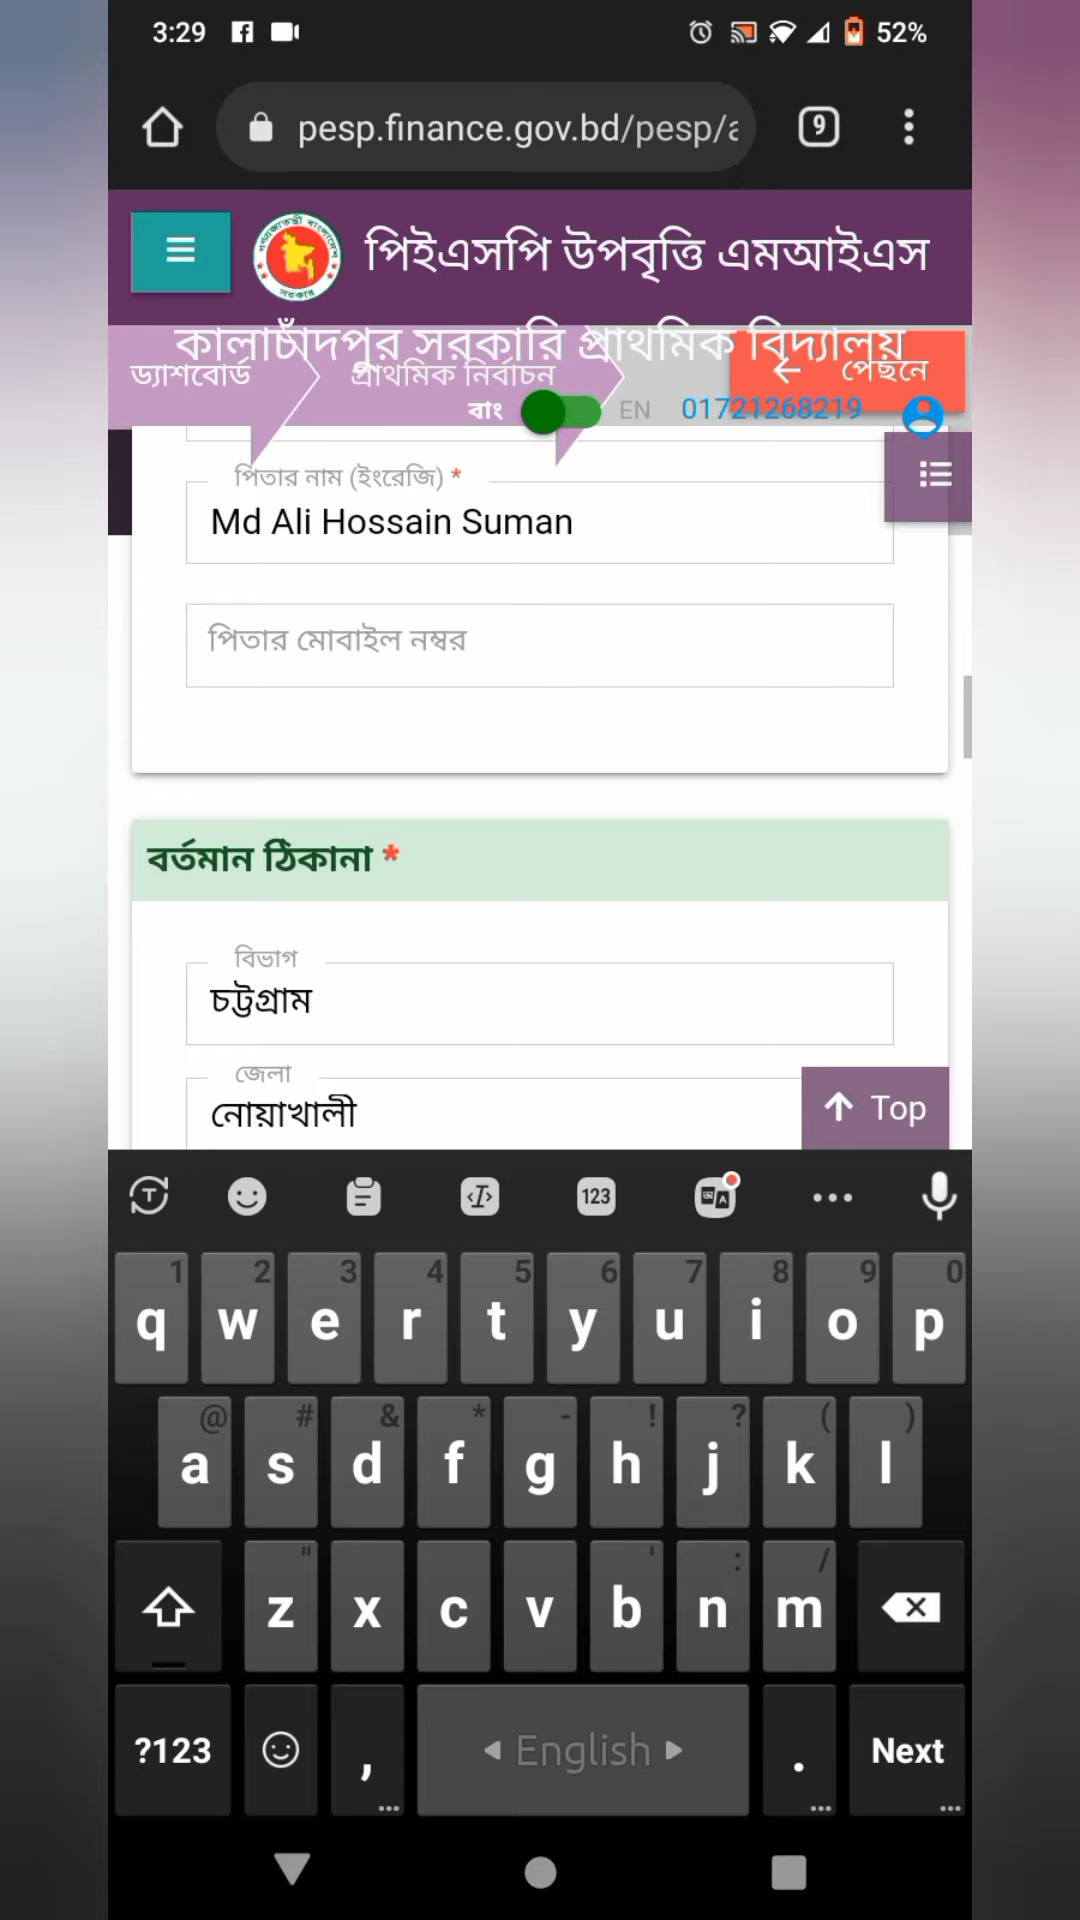 3:29
52%
pesp.finance.gov.bd/pesp/a
9
পিইএসপি উপবৃত্তি এমআইএস
কালাচাঁদপুর সরকারি প্রাথমিক বিদ্যালয়
ড্যাশবোর্ড
প্রাথমিক নির্বাচন
← পেছনে
বাং
EN
01721268219
পিতার নাম (ইংরেজি) *
Md Ali Hossain Suman
পিতার মোবাইল নম্বর
বর্তমান ঠিকানা *
বিভাগ
চট্টগ্রাম
জেলা
নোয়াখালী
↑ Top
123
1 2 3 4 5 6 7 8 9 0
q w e r t y u i o p
@ # & * - ! ? ( )
a s d f g h j k l
" ' : /
z x c v b n m
?123 , English . Next